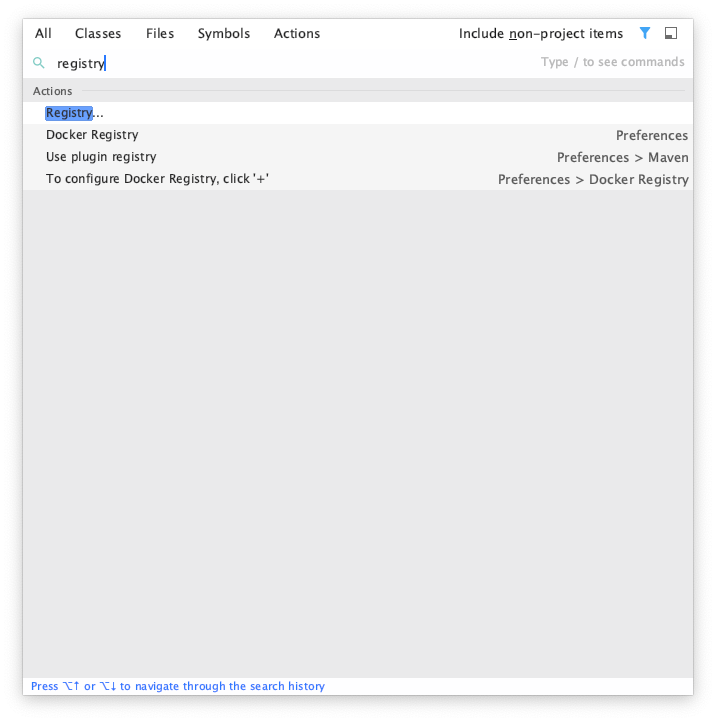 All Classes Files Symbols Actions Include non-project items
registry Type / to see commands
Actions
Registry...
Docker Registry Preferences
Use plugin registry Preferences > Maven
To configure Docker Registry, click '+' Preferences > Docker Registry
Press ⌥↑ or ⌥↓ to navigate through the search history